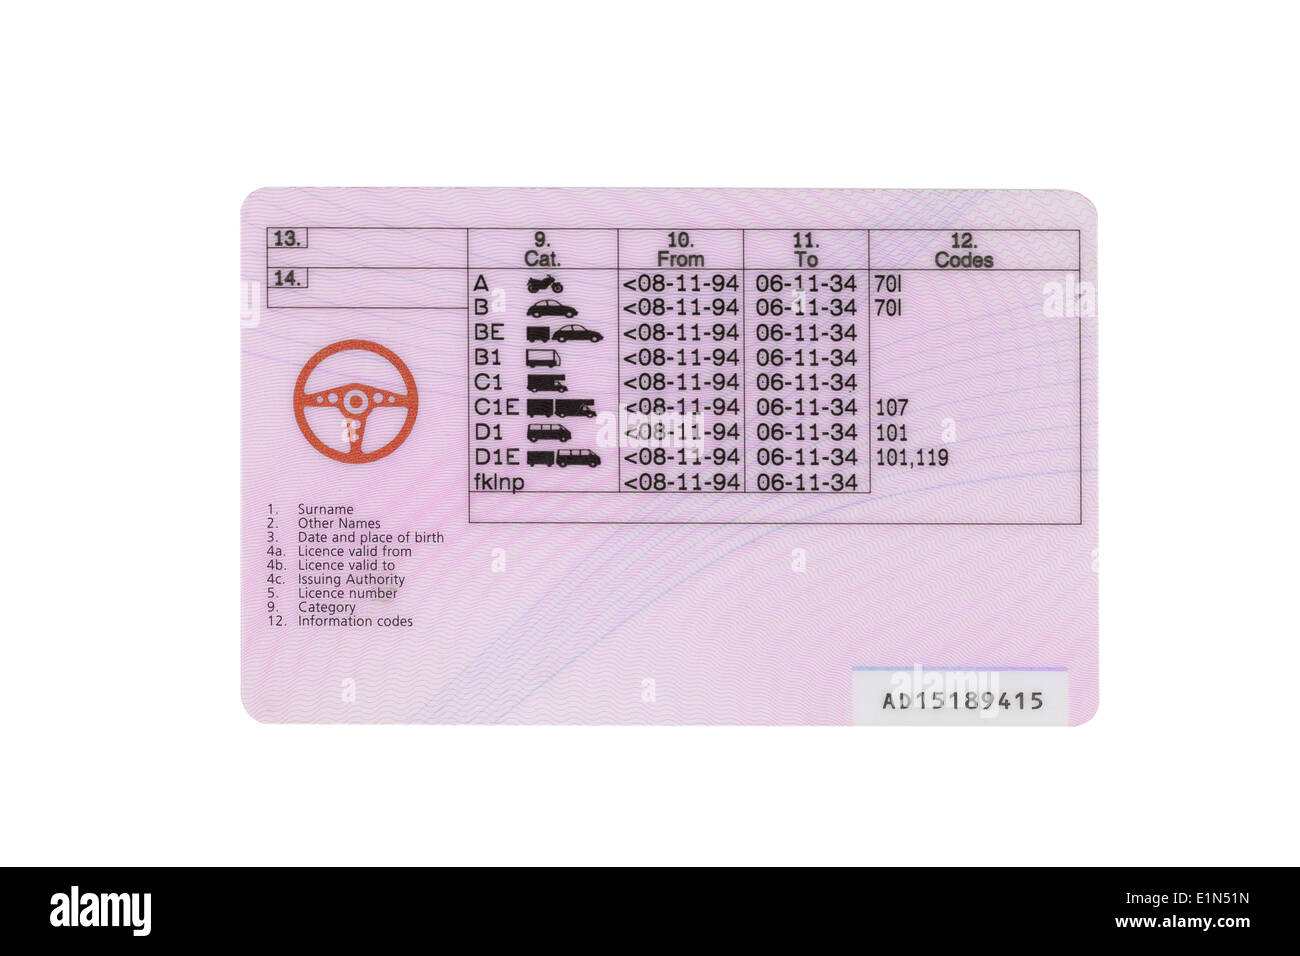 13.
14.
9. 10. 11. 12.
Cat. From To Codes
A <08-11-94 06-11-34 70I
B <08-11-94 06-11-34 70I
BE <08-11-94 06-11-34
B1 <08-11-94 06-11-34
C1 <08-11-94 06-11-34
C1E <08-11-94 06-11-34 107
D1 <08-11-94 06-11-34 101
D1E <08-11-94 06-11-34 101,119
fklnp <08-11-94 06-11-34
1. Surname
2. Other Names
3. Date and place of birth
4a. Licence valid from
4b. Licence valid to
4c. Issuing Authority
5. Licence number
9. Category
12. Information codes
AD15189415
a alamy
alamy
a
a
a
a
alamy
Image ID: E1N51N
www.alamy.com